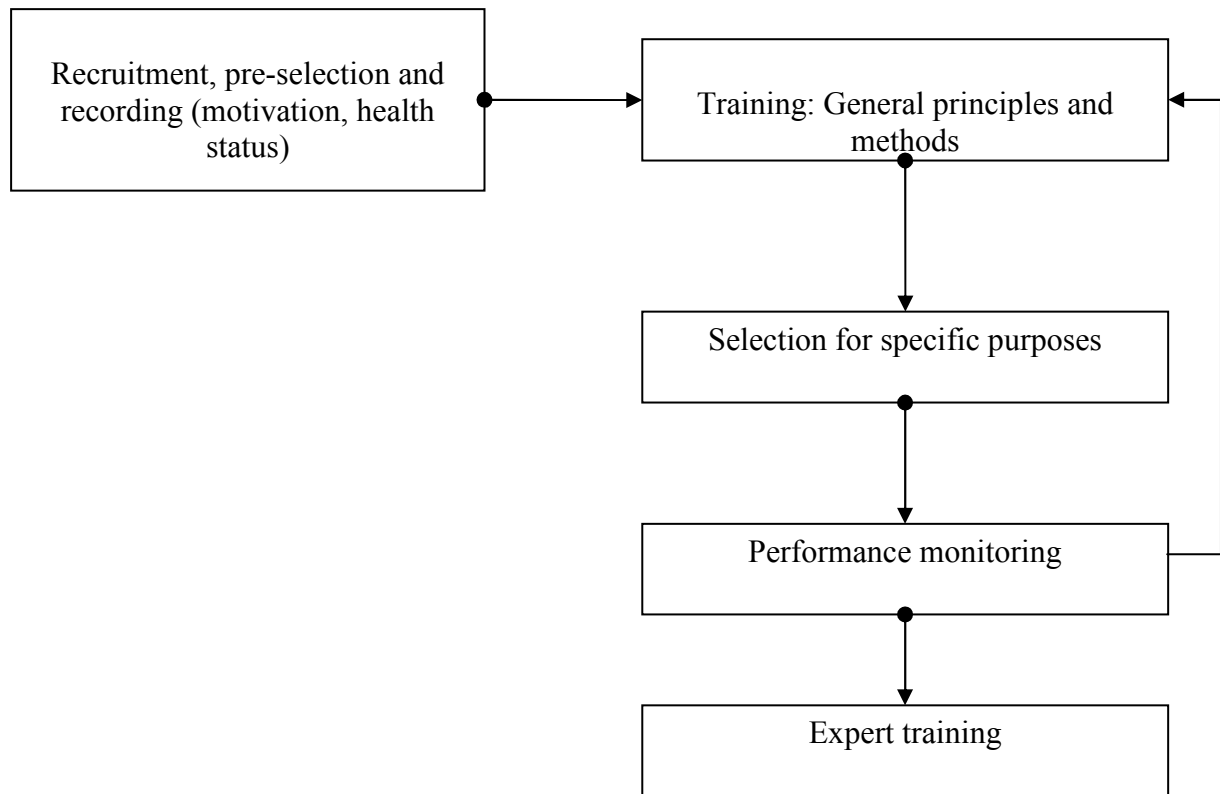 Recruitment, pre-selection and
recording (motivation, health
status)
Training: General principles and
methods
Selection for specific purposes
Performance monitoring
Expert training